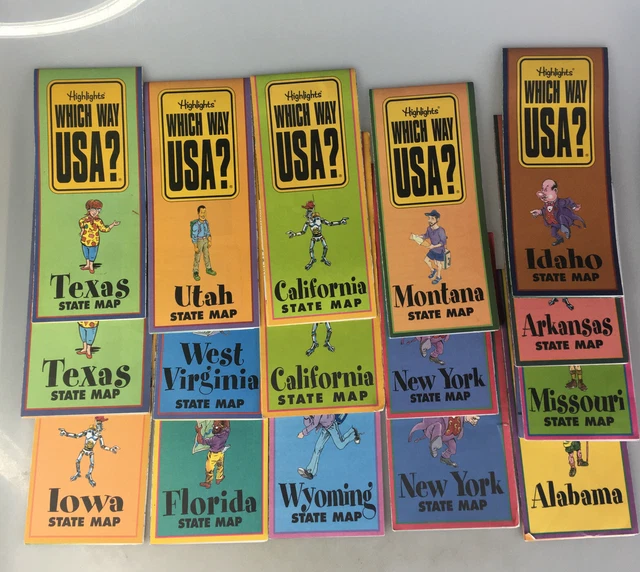 Highlights®
WHICH WAY
USA?
Texas
STATE MAP
Highlights®
WHICH WAY
USA?
Utah
STATE MAP
Highlights®
WHICH WAY
USA?
California
STATE MAP
Highlights®
WHICH WAY
USA?
Montana
STATE MAP
Highlights®
WHICH WAY
USA?
Idaho
STATE MAP
Texas
STATE MAP
West
Virginia
STATE MAP
California
STATE MAP
New York
STATE MAP
Arkansas
STATE MAP
Missouri
STATE MAP
Iowa
STATE MAP
Florida
STATE MAP
Wyoming
STATE MAP
New York
STATE MAP
Alabama
STATE MAP